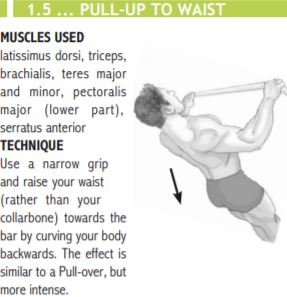 1.5 ... PULL-UP TO WAIST
MUSCLES USED
latissimus dorsi, triceps,
brachialis, teres major
and minor, pectoralis
major (lower part),
serratus anterior
TECHNIQUE
Use a narrow grip
and raise your waist
(rather than your
collarbone) towards the
bar by curving your body
backwards. The effect is
similar to a Pull-over, but
more intense.